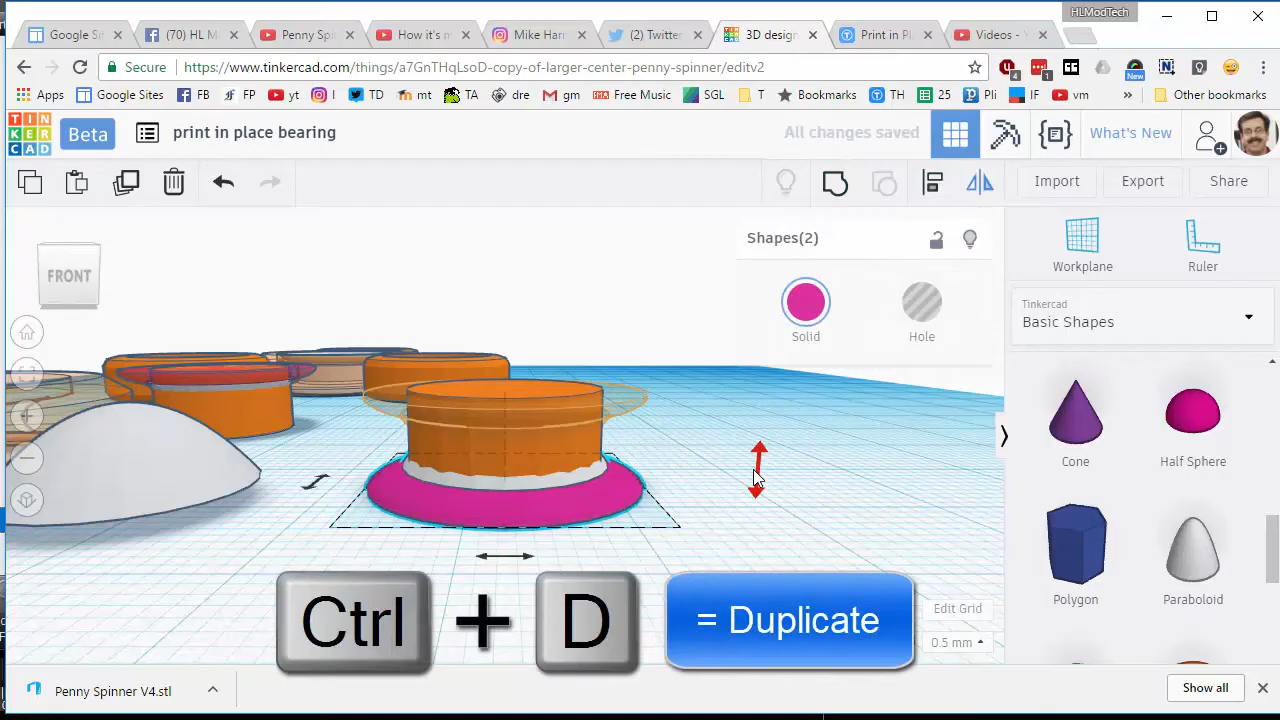 HLModTech
Google Si
(70) HL M
Penny Sp
How it's m
Mike Har
(2) Twitter
3D desig
Print in Pl
Videos - Y
Secure
https://www.tinkercad.com/things/a7GnTHqLsoD-copy-of-larger-center-penny-spinner/editv2
4
1
New
Apps
Google Sites
FB
FP
yt
I
TD
mt
TA
dre
gm
Free Music
SGL
T
Bookmarks
TH
25
Pli
IF
vm
»
Other bookmarks
TIN
KER
CAD
Beta
print in place bearing
All changes saved
What's New
Import
Export
Share
FRONT
Shapes(2)
Solid
Hole
Workplane
Ruler
Tinkercad
Basic Shapes
Cone
Half Sphere
Polygon
Paraboloid
Ctrl
+
D
= Duplicate
Edit Grid
0.5 mm
Penny Spinner V4.stl
Show all